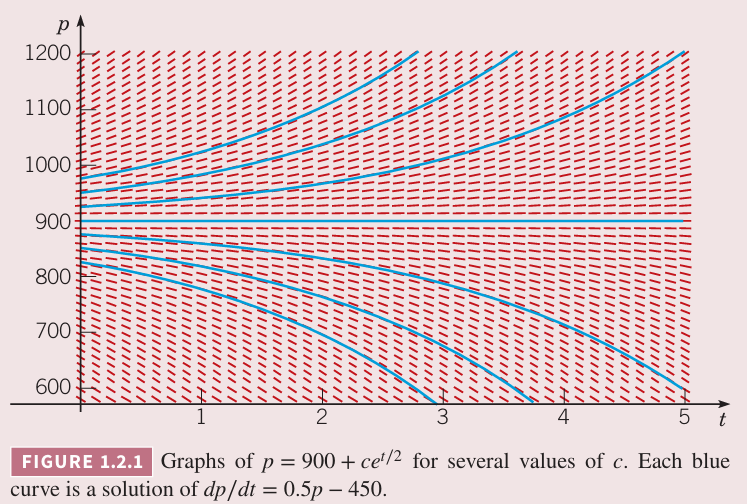 p
1200
1100
1000
900
800
700
600
1 2 3 4 5 t
FIGURE 1.2.1 Graphs of p = 900 + ce^{t/2} for several values of c. Each blue
curve is a solution of dp/dt = 0.5p − 450.